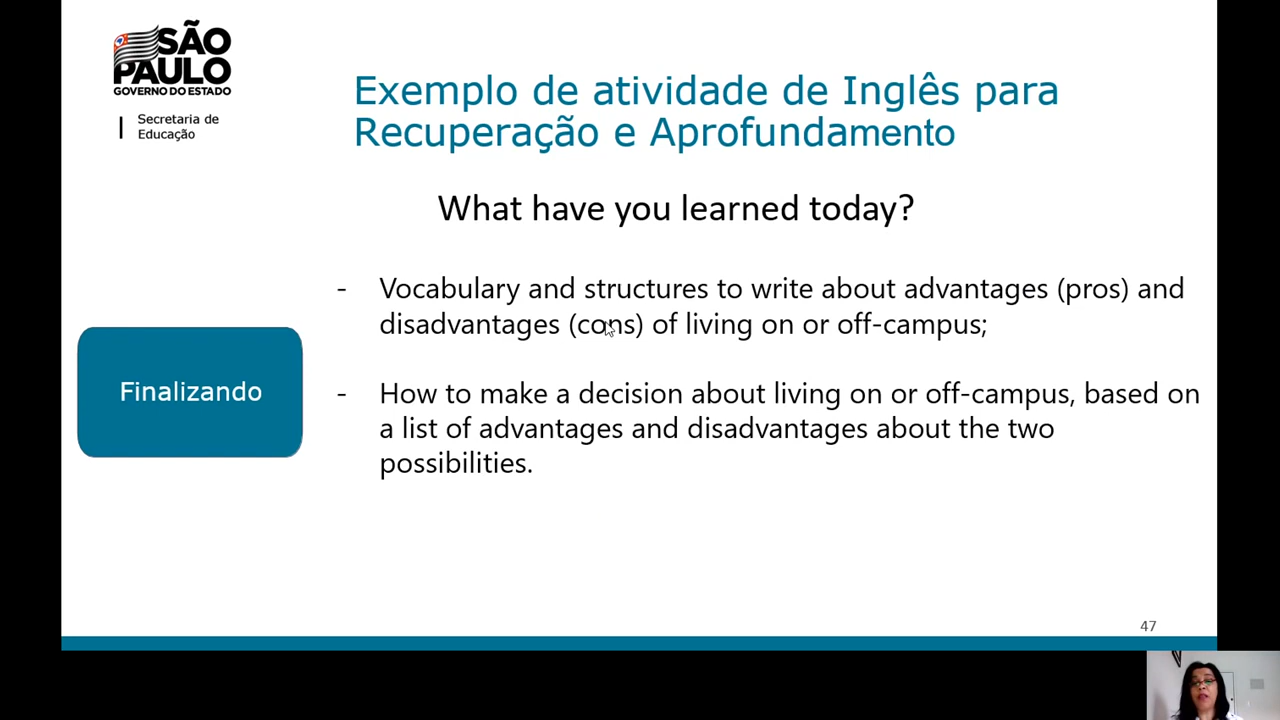 SÃO
PAULO
GOVERNO DO ESTADO
Secretaria de
Educação
Exemplo de atividade de Inglês para
Recuperação e Aprofundamento
What have you learned today?
- Vocabulary and structures to write about advantages (pros) and
disadvantages (cons) of living on or off-campus;
Finalizando
- How to make a decision about living on or off-campus, based on
a list of advantages and disadvantages about the two
possibilities.
47